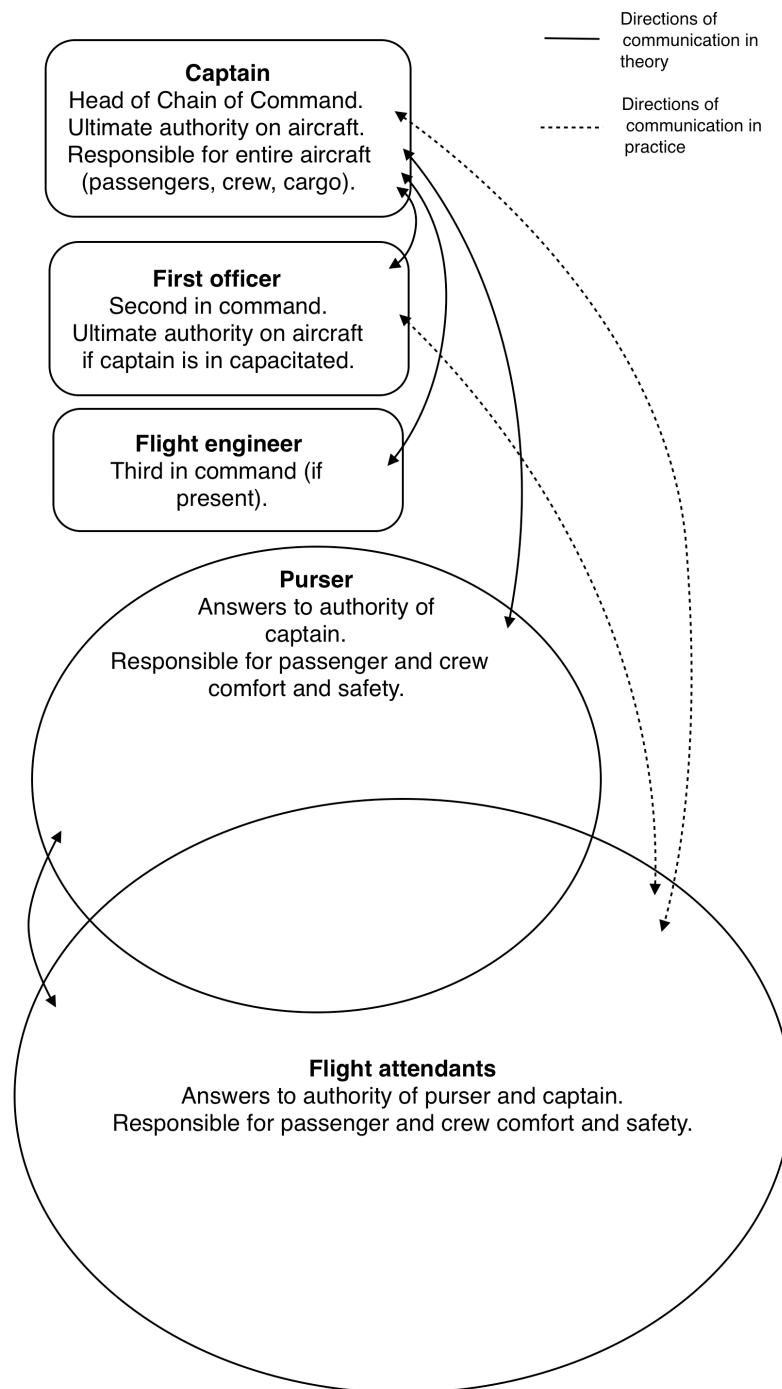 Directions of
communication in
theory
Directions of
communication in
practice
Captain
Head of Chain of Command.
Ultimate authority on aircraft.
Responsible for entire aircraft
(passengers, crew, cargo).
First officer
Second in command.
Ultimate authority on aircraft
if captain is in capacitated.
Flight engineer
Third in command (if
present).
Purser
Answers to authority of
captain.
Responsible for passenger and crew
comfort and safety.
Flight attendants
Answers to authority of purser and captain.
Responsible for passenger and crew comfort and safety.